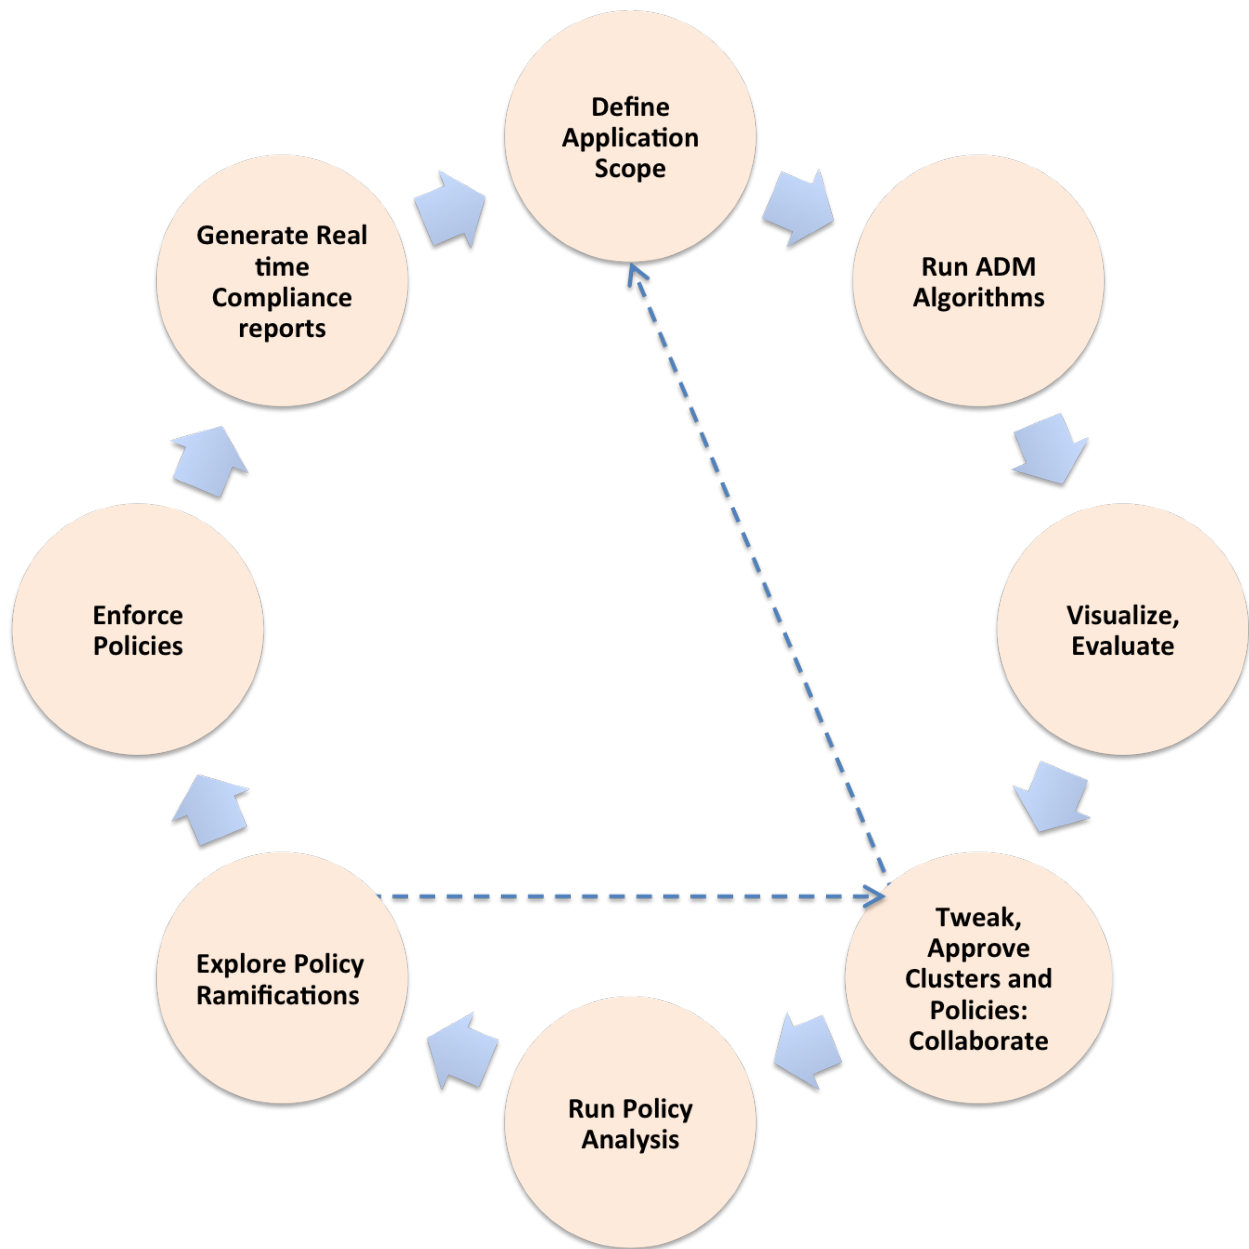 Define
Application
Scope
Run ADM
Algorithms
Visualize,
Evaluate
Tweak,
Approve
Clusters and
Policies:
Collaborate
Run Policy
Analysis
Explore Policy
Ramifications
Enforce
Policies
Generate Real
time
Compliance
reports